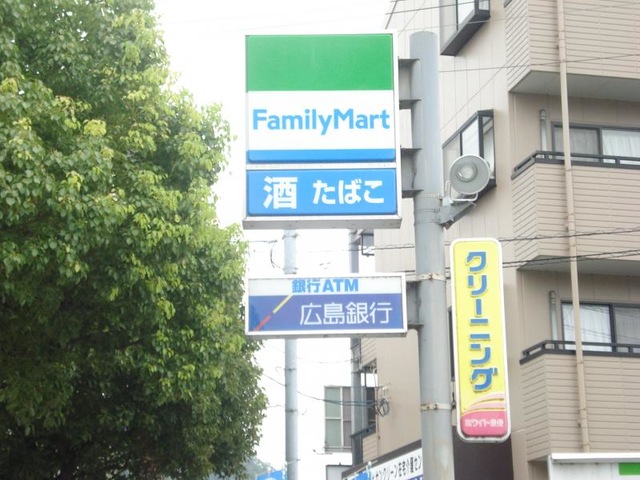 FamilyMart
酒 たばこ
銀行ATM
広島銀行
クリーニング